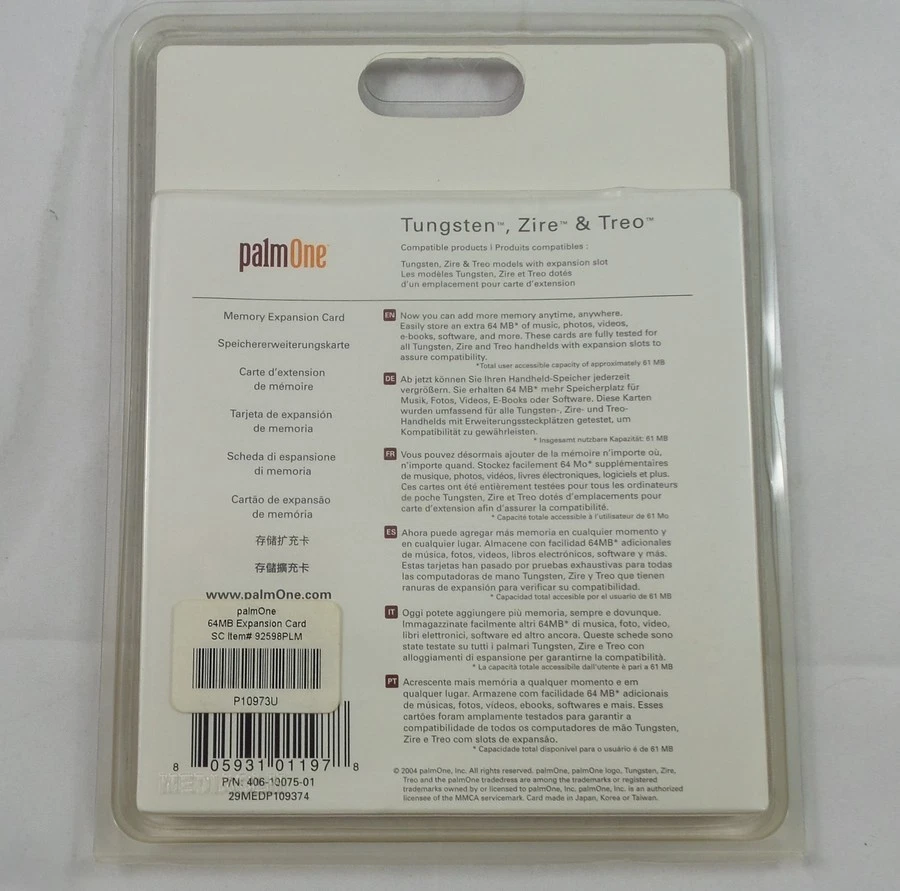 palmOne™
Tungsten™, Zire™ & Treo™
Compatible products | Produits compatibles :
Tungsten, Zire & Treo models with expansion slot
Les modèles Tungsten, Zire et Treo dotés
d'un emplacement pour carte d'extension
Memory Expansion Card
Speichererweiterungskarte
Carte d'extension
de mémoire
Tarjeta de expansión
de memoria
Scheda di espansione
di memoria
Cartão de expansão
de memória
存储扩充卡
存儲擴充卡
www.palmOne.com
palmOne
64MB Expansion Card
SC Item# 92598PLM
P10973U
8 05931 01197 8
P/N: 406-10075-01
29MEDP109374
EN Now you can add more memory anytime, anywhere.
Easily store an extra 64 MB* of music, photos, videos,
e-books, software, and more. These cards are fully tested for
all Tungsten, Zire and Treo handhelds with expansion slots to
assure compatibility.
*Total user accessible capacity of approximately 61 MB
DE Ab jetzt können Sie Ihren Handheld-Speicher jederzeit
vergrößern. Sie erhalten 64 MB* mehr Speicherplatz für
Musik, Fotos, Videos, E-Books oder Software. Diese Karten
wurden umfassend für alle Tungsten-, Zire- und Treo-
Handhelds mit Erweiterungssteckplätzen getestet, um
Kompatibilität zu gewährleisten.
* Insgesamt nutzbare Kapazität: 61 MB
FR Vous pouvez désormais ajouter de la mémoire n'importe où,
n'importe quand. Stockez facilement 64 Mo* supplémentaires
de musique, photos, vidéos, livres électroniques, logiciels et plus.
Ces cartes ont été entièrement testées pour tous les ordinateurs
de poche Tungsten, Zire et Treo dotés d'emplacements pour
carte d'extension afin d'assurer la compatibilité.
* Capacité totale accessible à l'utilisateur de 61 Mo
ES Ahora puede agregar más memoria en cualquier momento y
en cualquier lugar. Almacene con facilidad 64MB* adicionales
de música, fotos, videos, libros electrónicos, software y más.
Estas tarjetas han pasado por pruebas exhaustivas para todas
las computadoras de mano Tungsten, Zire y Treo que tienen
ranuras de expansión para verificar su compatibilidad.
* Capacidad total accesible por el usuario de 61 MB
IT Oggi potete aggiungere più memoria, sempre e dovunque.
Immagazzinate facilmente altri 64MB* di musica, foto, video,
libri elettronici, software ed altro ancora. Queste schede sono
state testate su tutti i palmari Tungsten, Zire e Treo con
alloggiamenti di espansione per garantirne la compatibilità.
* La capacità totale accessibile dall'utente è pari a 61 MB
PT Acrescente mais memória a qualquer momento e em
qualquer lugar. Armazene com facilidade 64 MB* adicionais
de músicas, fotos, vídeos, ebooks, softwares e mais. Esses
cartões foram amplamente testados para garantir a
compatibilidade de todos os computadores de mão Tungsten,
Zire e Treo com slots de expansão.
* Capacidade total disponível para o usuário é de 61 MB
© 2004 palmOne, Inc. All rights reserved. palmOne, palmOne logo, Tungsten, Zire,
Treo and the palmOne tradedress are among the trademarks or registered
trademarks owned by or licensed to palmOne, Inc. palmOne, Inc. is an authorized
licensee of the MMCA servicemark. Card made in Japan, Korea or Taiwan.